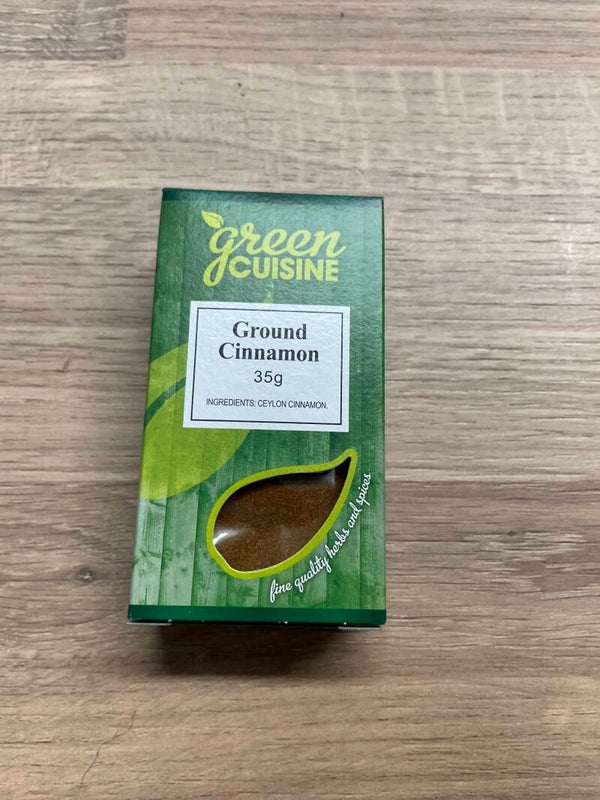 green
CUISINE
Ground
Cinnamon
35g
INGREDIENTS: CEYLON CINNAMON.
fine quality herbs and spices